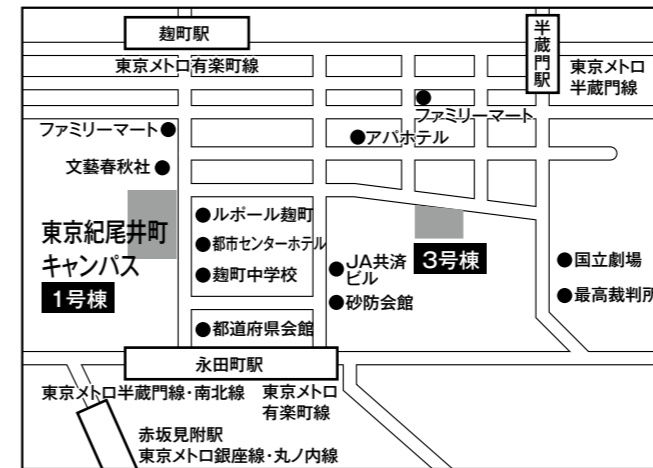 麹町駅
東京メトロ有楽町線
半蔵門駅
東京メトロ
半蔵門線
ファミリーマート
ファミリーマート
アパホテル
文藝春秋社
東京紀尾井町
キャンパス
1号棟
ルポール麹町
都市センターホテル
麹町中学校
都道府県会館
JA共済
ビル
砂防会館
3号棟
国立劇場
最高裁判所
永田町駅
東京メトロ半蔵門線・南北線
東京メトロ
有楽町線
赤坂見附駅
東京メトロ銀座線・丸ノ内線